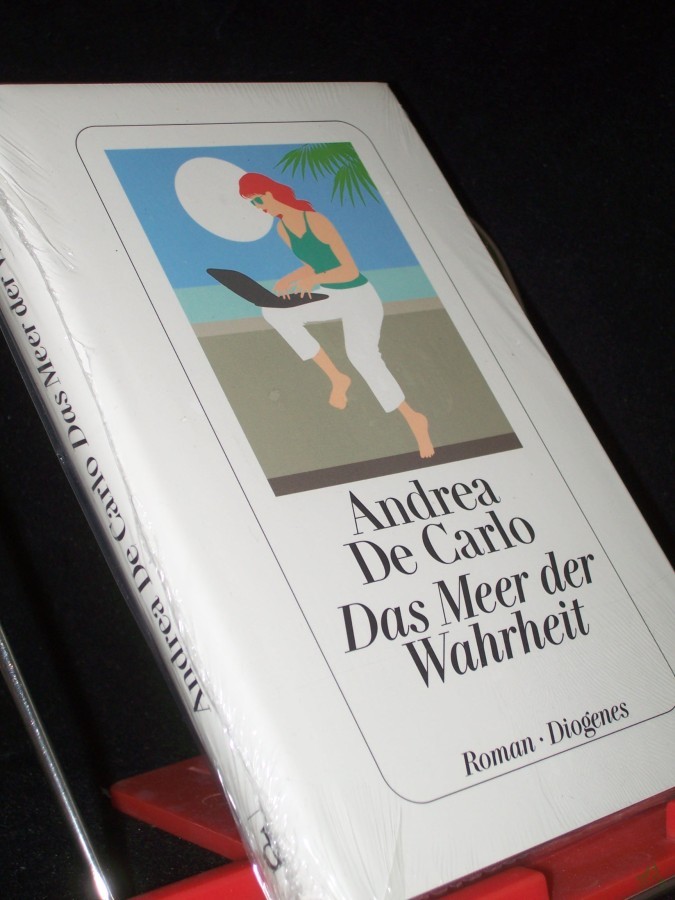 Andrea
De Carlo
Das Meer der
Wahrheit
Roman · Diogenes
Andrea De Carlo Das Meer der